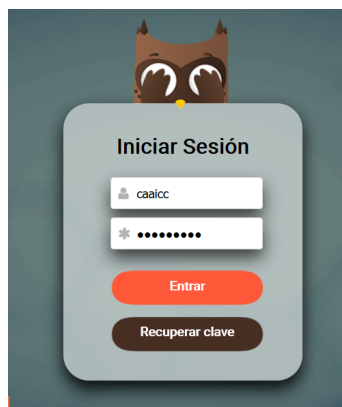 Iniciar Sesión
caaicc
•••••••••
Entrar
Recuperar clave